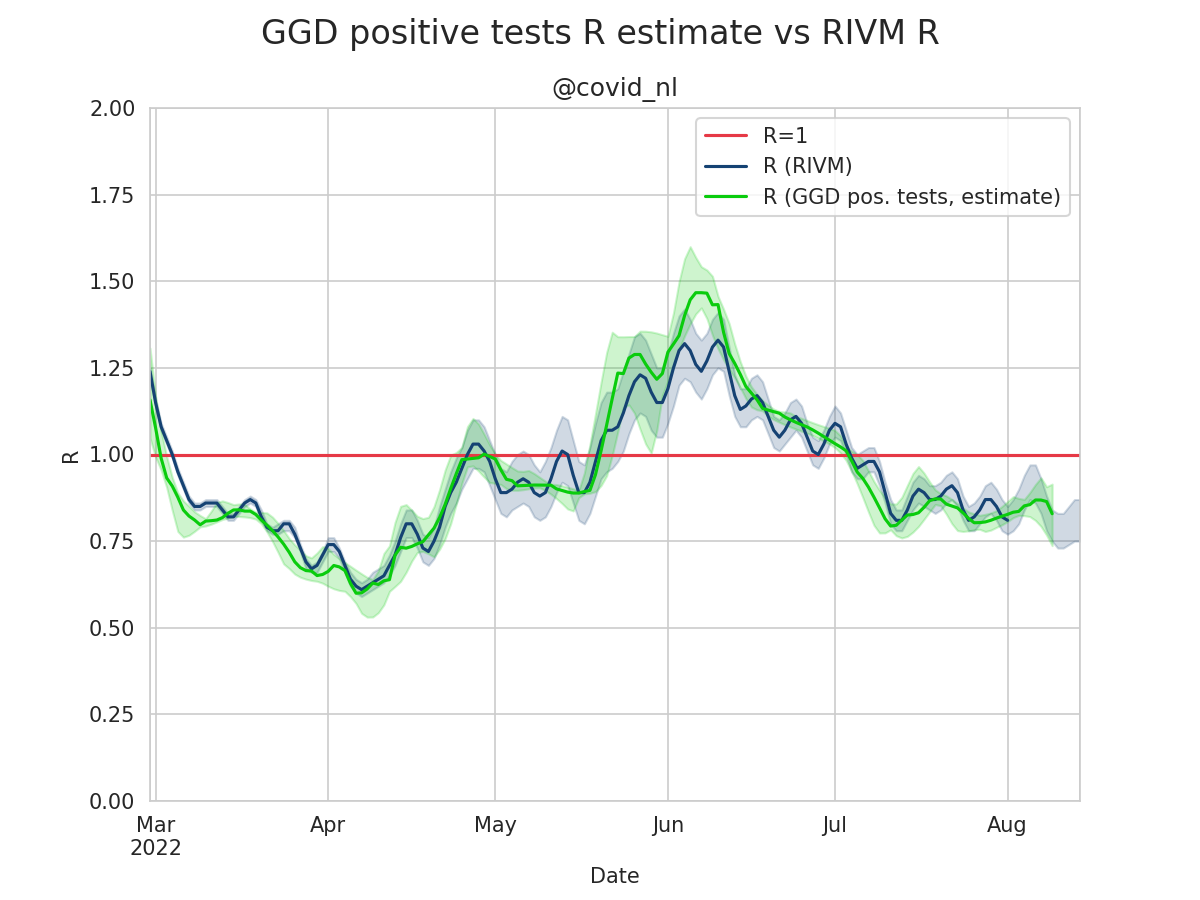 GGD positive tests R estimate vs RIVM R
@covid_nl
2.00
1.75
1.50
1.25
1.00
0.75
0.50
0.25
0.00
R
R=1
R (RIVM)
R (GGD pos. tests, estimate)
Mar Apr May Jun Jul Aug
2022
Date